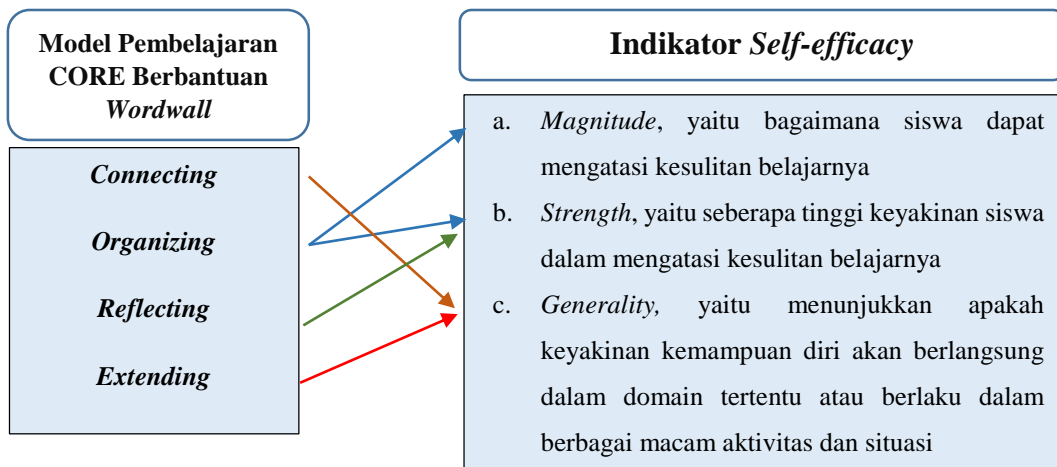 Model Pembelajaran
CORE Berbantuan
Wordwall
Connecting
Organizing
Reflecting
Extending
Indikator Self-efficacy
a. Magnitude, yaitu bagaimana siswa dapat
mengatasi kesulitan belajarnya
b. Strength, yaitu seberapa tinggi keyakinan siswa
dalam mengatasi kesulitan belajarnya
c. Generality, yaitu menunjukkan apakah
keyakinan kemampuan diri akan berlangsung
dalam domain tertentu atau berlaku dalam
berbagai macam aktivitas dan situasi